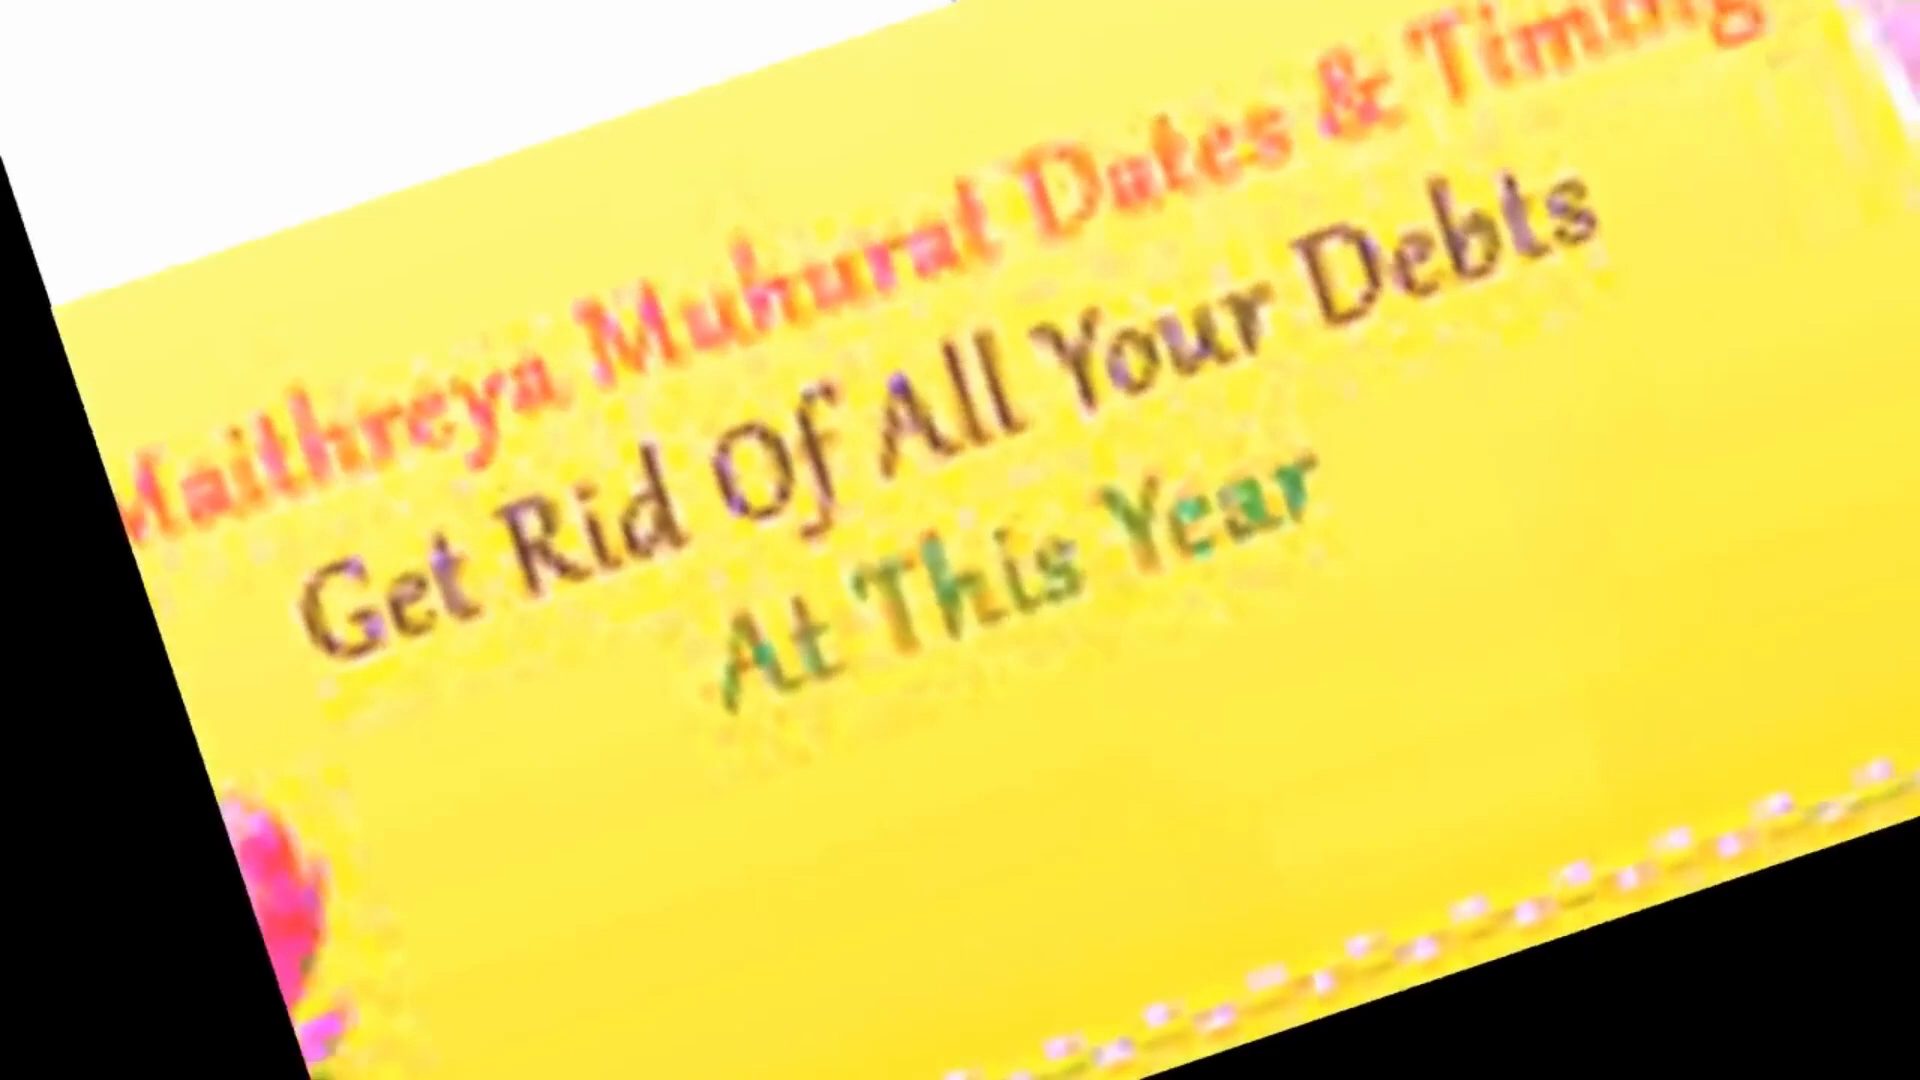 Maithreya Muhurat Dates & Timing
Get Rid Of All Your Debts
At This Year